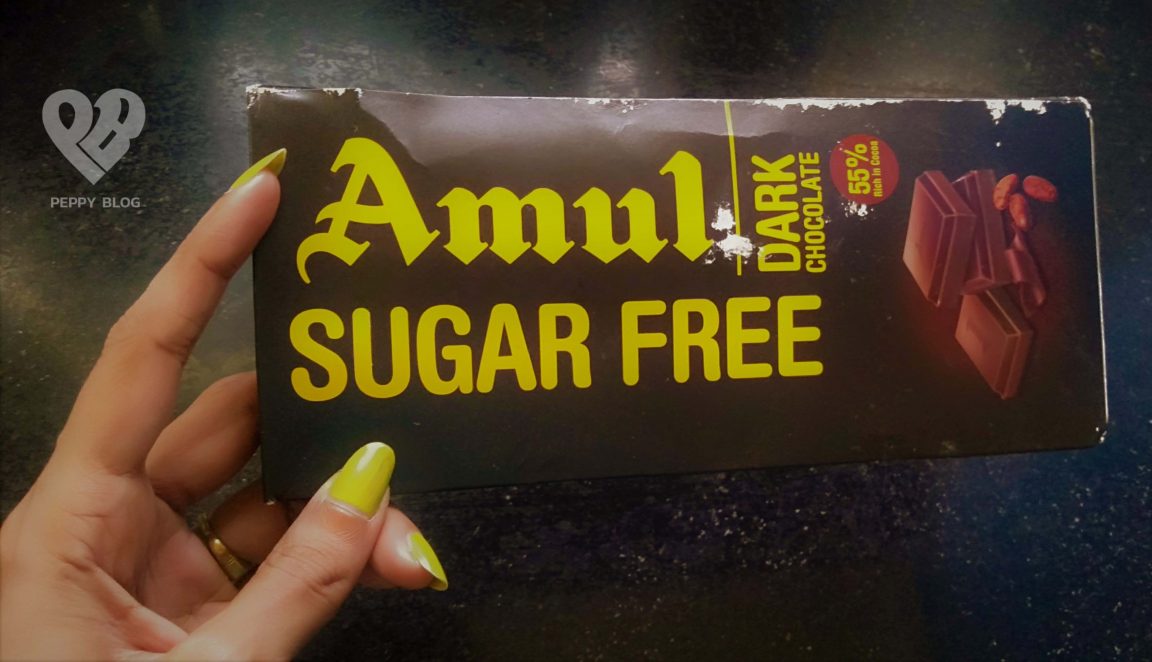 PEPPY BLOG
Amul
DARK
CHOCOLATE
55%
Rich in Cocoa
SUGAR FREE